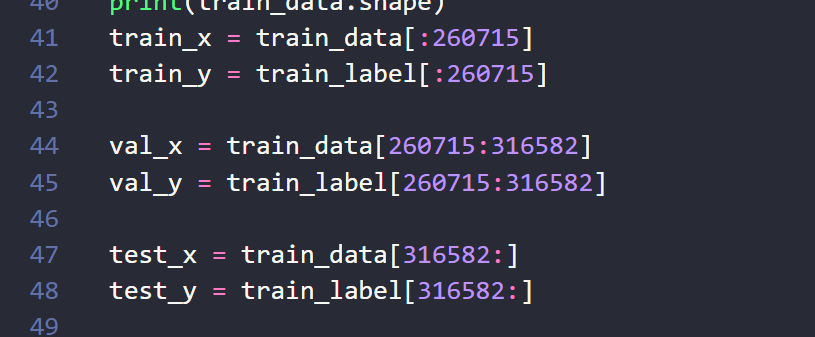 40 print(train_data.shape)
41 train_x = train_data[:260715]
42 train_y = train_label[:260715]
43
44 val_x = train_data[260715:316582]
45 val_y = train_label[260715:316582]
46
47 test_x = train_data[316582:]
48 test_y = train_label[316582:]
49